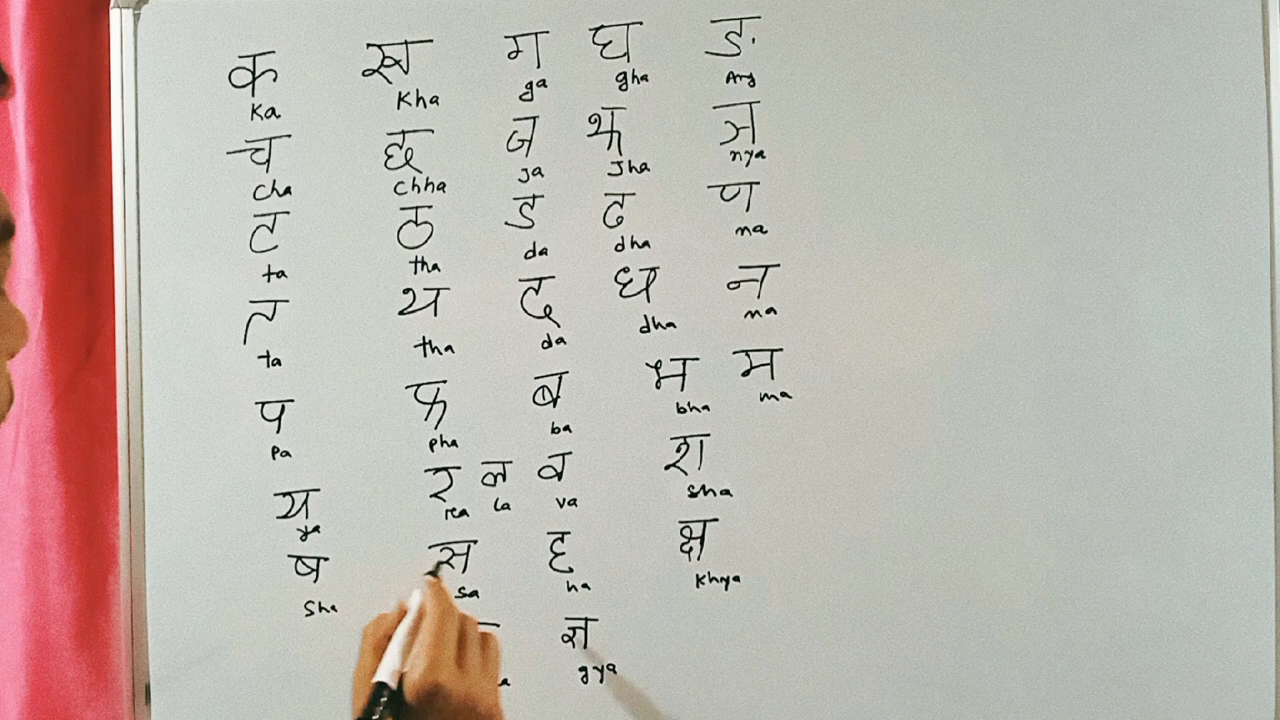 क ख ग घ ङ
Ka Kha ga gha Ang
च छ ज झ ञ
cha chha Ja Jha nya
ट ठ ड ढ ण
ta tha da dha na
त थ द ध न
ta tha da dha na
प फ ब भ म
Pa pha ba bha ma
य र ल व श
ya ra la va sha
ष स ह क्ष
Sha sa ha Khya
ज्ञ
a gya